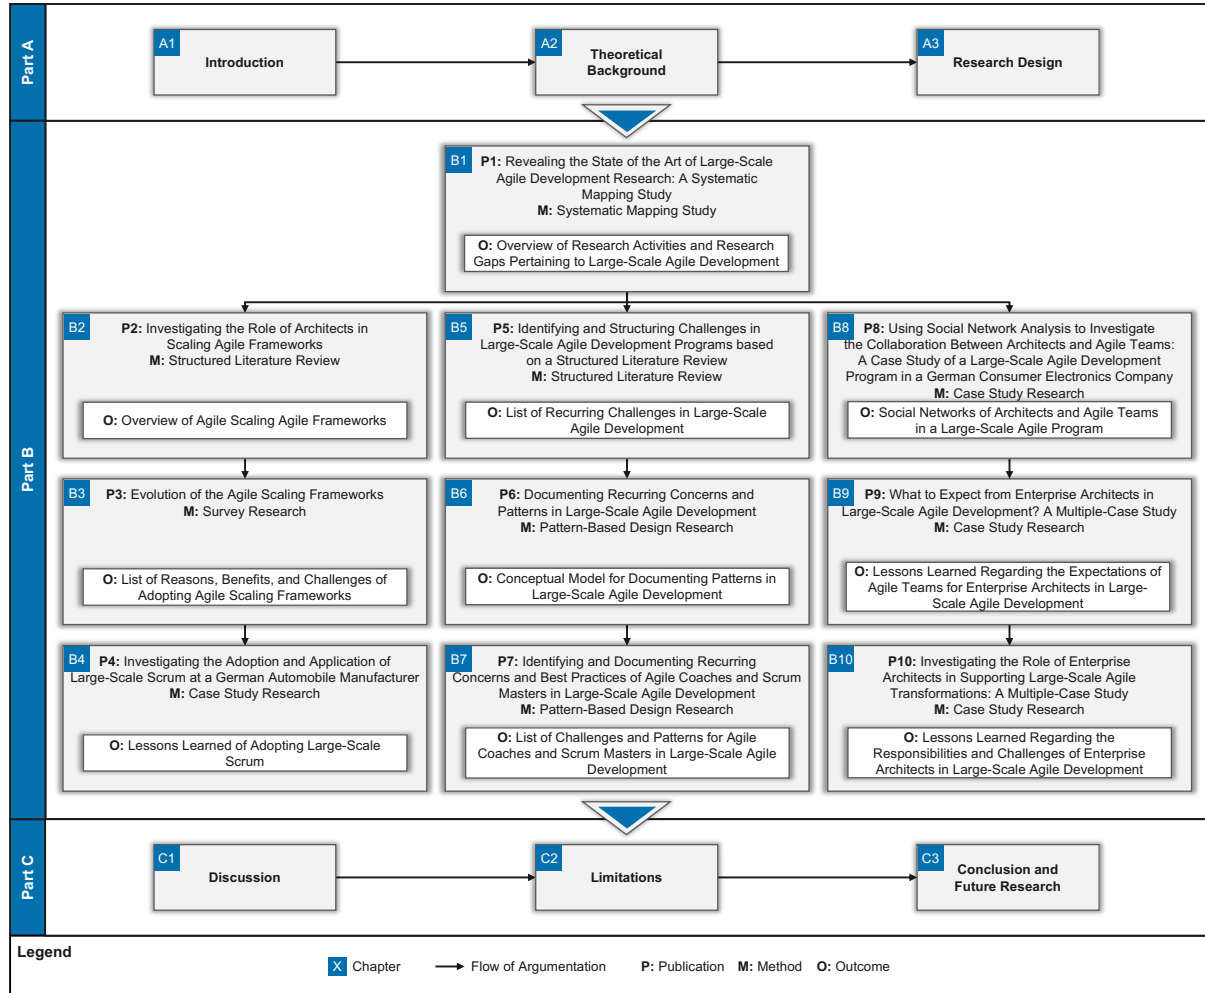 Part A
A1
Introduction
A2
Theoretical
Background
A3
Research Design
Part B
B1
P1: Revealing the State of the Art of Large-Scale
Agile Development Research: A Systematic
Mapping Study
M: Systematic Mapping Study
O: Overview of Research Activities and Research
Gaps Pertaining to Large-Scale Agile Development
B2
P2: Investigating the Role of Architects in
Scaling Agile Frameworks
M: Structured Literature Review
O: Overview of Agile Scaling Agile Frameworks
B5
P5: Identifying and Structuring Challenges in
Large-Scale Agile Development Programs based
on a Structured Literature Review
M: Structured Literature Review
O: List of Recurring Challenges in Large-Scale
Agile Development
B8
P8: Using Social Network Analysis to Investigate
the Collaboration Between Architects and Agile Teams:
A Case Study of a Large-Scale Agile Development
Program in a German Consumer Electronics Company
M: Case Study Research
O: Social Networks of Architects and Agile Teams
in a Large-Scale Agile Program
B3
P3: Evolution of the Agile Scaling Frameworks
M: Survey Research
O: List of Reasons, Benefits, and Challenges of
Adopting Agile Scaling Frameworks
B6
P6: Documenting Recurring Concerns and
Patterns in Large-Scale Agile Development
M: Pattern-Based Design Research
O: Conceptual Model for Documenting Patterns in
Large-Scale Agile Development
B9
P9: What to Expect from Enterprise Architects in
Large-Scale Agile Development? A Multiple-Case Study
M: Case Study Research
O: Lessons Learned Regarding the Expectations of
Agile Teams for Enterprise Architects in Large-
Scale Agile Development
B4
P4: Investigating the Adoption and Application of
Large-Scale Scrum at a German Automobile Manufacturer
M: Case Study Research
O: Lessons Learned of Adopting Large-Scale
Scrum
B7
P7: Identifying and Documenting Recurring
Concerns and Best Practices of Agile Coaches and Scrum
Masters in Large-Scale Agile Development
M: Pattern-Based Design Research
O: List of Challenges and Patterns for Agile
Coaches and Scrum Masters in Large-Scale Agile
Development
B10
P10: Investigating the Role of Enterprise
Architects in Supporting Large-Scale Agile
Transformations: A Multiple-Case Study
M: Case Study Research
O: Lessons Learned Regarding the
Responsibilities and Challenges of Enterprise
Architects in Large-Scale Agile Development
Part C
C1
Discussion
C2
Limitations
C3
Conclusion and
Future Research
Legend
X Chapter
Flow of Argumentation
P: Publication
M: Method
O: Outcome